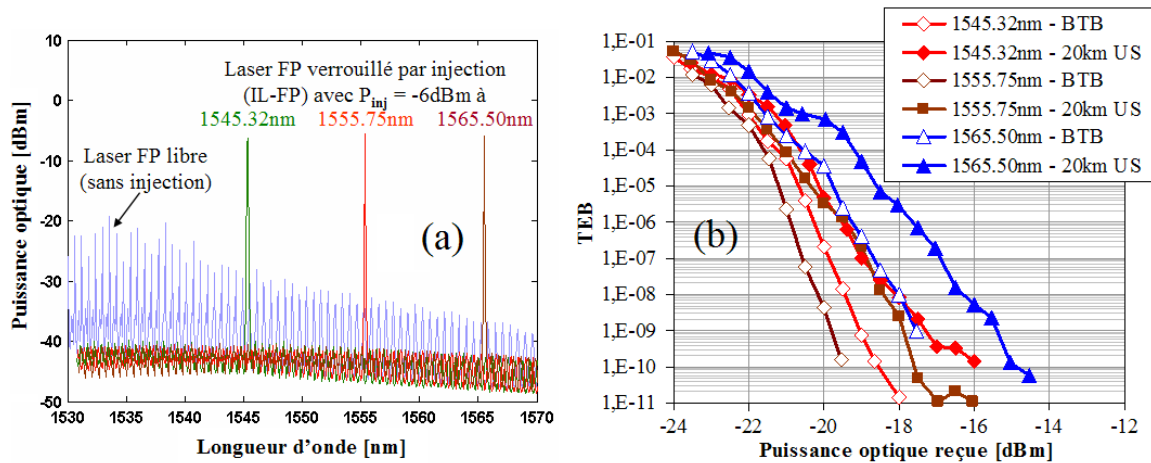 10
0
-10
-20
-30
-40
-50
Puissance optique [dBm]
Laser FP verrouillé par injection
(IL-FP) avec Pinj = -6dBm à
1545.32nm 1555.75nm 1565.50nm
Laser FP libre
(sans injection)
(a)
1530 1535 1540 1545 1550 1555 1560 1565 1570
Longueur d'onde [nm]
1,E-01
1,E-02
1,E-03
1,E-04
1,E-05
1,E-06
1,E-07
1,E-08
1,E-09
1,E-10
1,E-11
TEB
(b)
1545.32nm - BTB
1545.32nm - 20km US
1555.75nm - BTB
1555.75nm - 20km US
1565.50nm - BTB
1565.50nm - 20km US
-24 -22 -20 -18 -16 -14 -12
Puissance optique reçue [dBm]